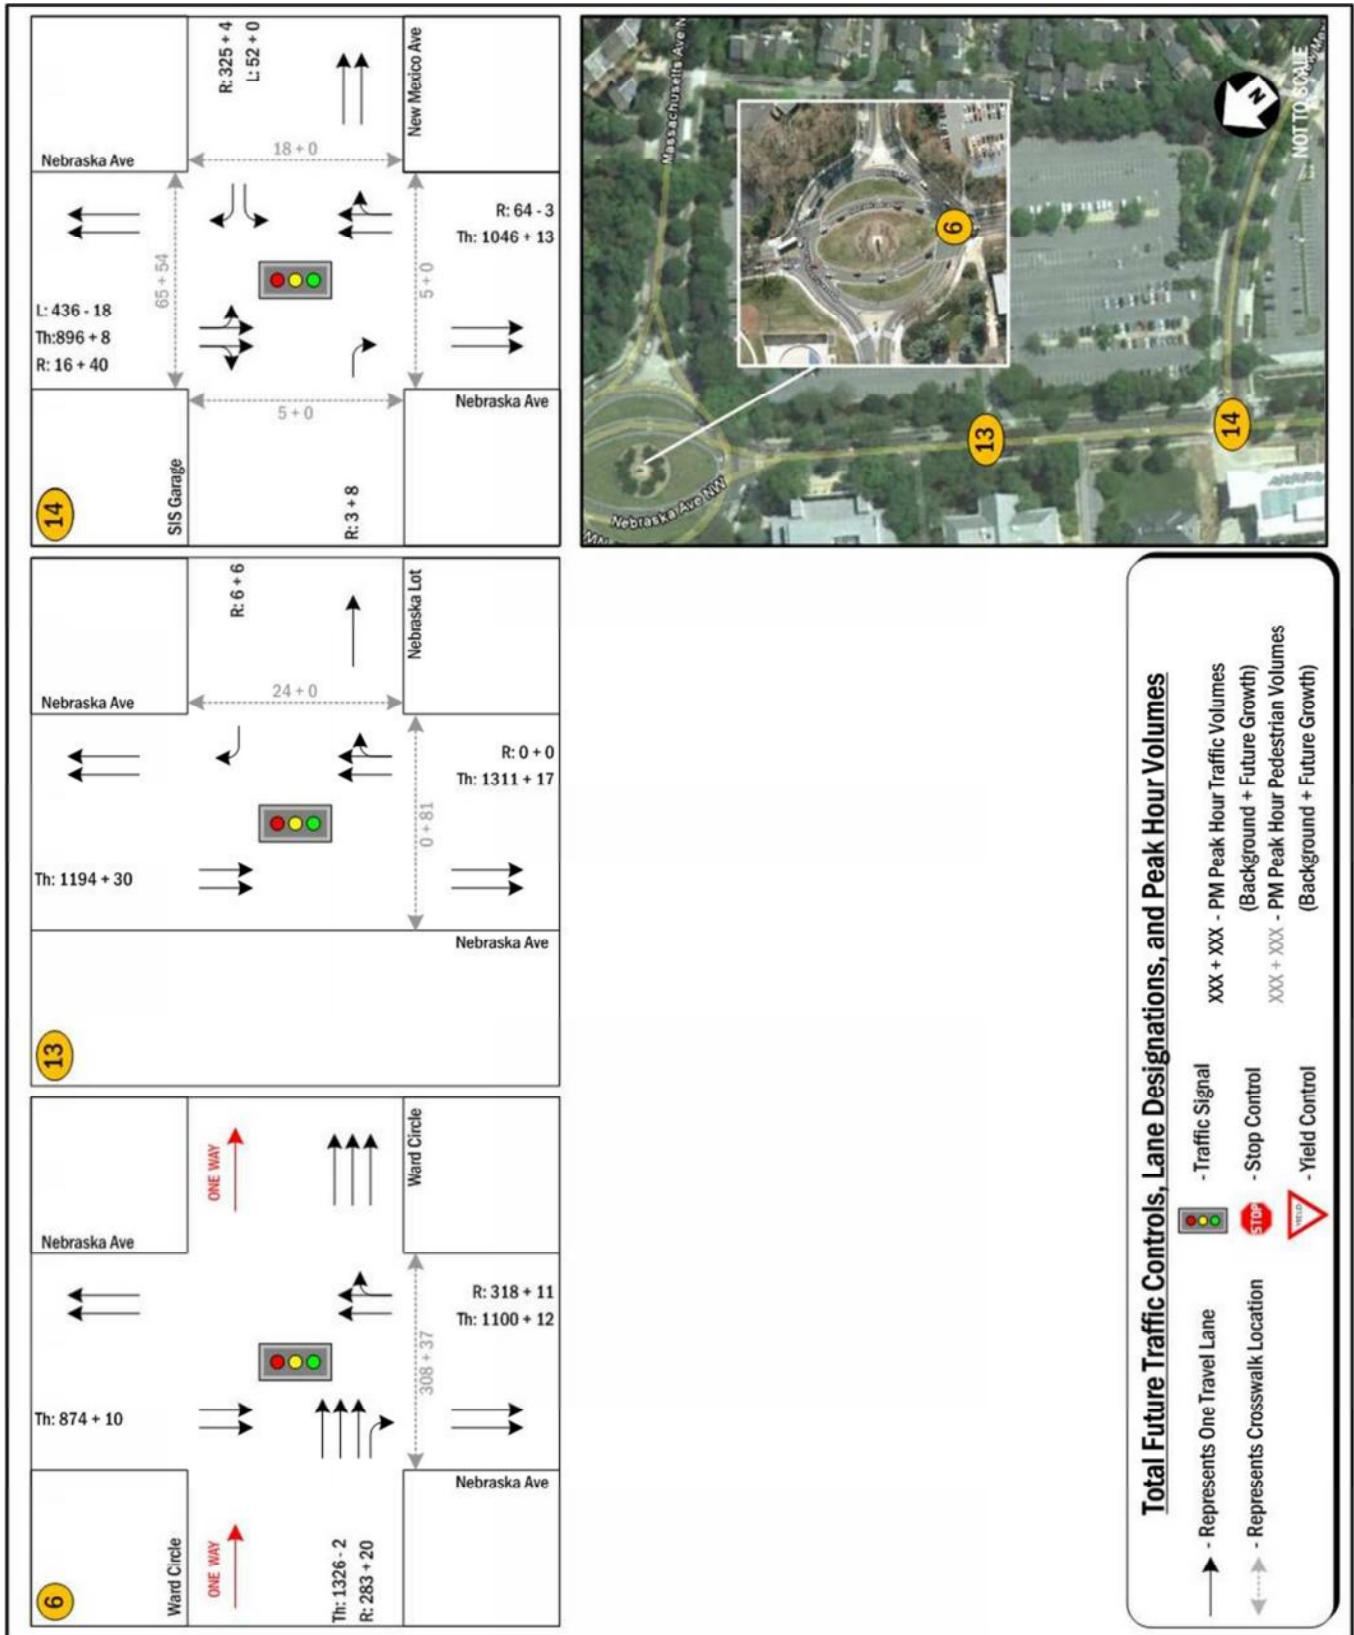 14
Nebraska Ave
R: 325 + 4
L: 52 + 0
New Mexico Ave
18 + 0
65 + 54
L: 436 - 18
Th:896 + 8
R: 16 + 40
R: 64 - 3
Th: 1046 + 13
5 + 0
5 + 0
SIS Garage
R: 3 + 8
Nebraska Ave
13
Nebraska Ave
R: 6 + 6
Nebraska Lot
24 + 0
R: 0 + 0
Th: 1311 + 17
0 + 81
Th: 1194 + 30
Nebraska Ave
6
Nebraska Ave
ONE WAY
Ward Circle
R: 318 + 11
Th: 1100 + 12
308 + 37
Th: 874 + 10
Ward Circle
ONE WAY
Th: 1326 - 2
R: 283 + 20
Nebraska Ave
Massachusetts Ave N
6
13
14
Nebraska Ave NW
N
NOT TO SCALE
Total Future Traffic Controls, Lane Designations, and Peak Hour Volumes
- Represents One Travel Lane
- Represents Crosswalk Location
- Traffic Signal
STOP
- Stop Control
YIELD
- Yield Control
XXX + XXX - PM Peak Hour Traffic Volumes
(Background + Future Growth)
XXX + XXX - PM Peak Hour Pedestrian Volumes
(Background + Future Growth)